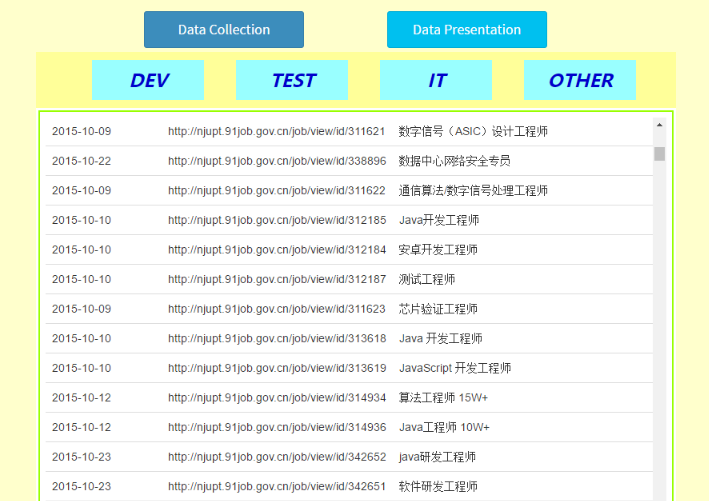 Data Collection Data Presentation
DEV TEST IT OTHER
2015-10-09 http://njupt.91job.gov.cn/job/view/id/311621 数字信号（ASIC）设计工程师
2015-10-22 http://njupt.91job.gov.cn/job/view/id/338896 数据中心网络安全专员
2015-10-09 http://njupt.91job.gov.cn/job/view/id/311622 通信算法/数字信号处理工程师
2015-10-10 http://njupt.91job.gov.cn/job/view/id/312185 Java开发工程师
2015-10-10 http://njupt.91job.gov.cn/job/view/id/312184 安卓开发工程师
2015-10-10 http://njupt.91job.gov.cn/job/view/id/312187 测试工程师
2015-10-09 http://njupt.91job.gov.cn/job/view/id/311623 芯片验证工程师
2015-10-10 http://njupt.91job.gov.cn/job/view/id/313618 Java 开发工程师
2015-10-10 http://njupt.91job.gov.cn/job/view/id/313619 JavaScript 开发工程师
2015-10-12 http://njupt.91job.gov.cn/job/view/id/314934 算法工程师 15W+
2015-10-12 http://njupt.91job.gov.cn/job/view/id/314936 Java工程师 10W+
2015-10-23 http://njupt.91job.gov.cn/job/view/id/342652 java研发工程师
2015-10-23 http://njupt.91job.gov.cn/job/view/id/342651 软件研发工程师